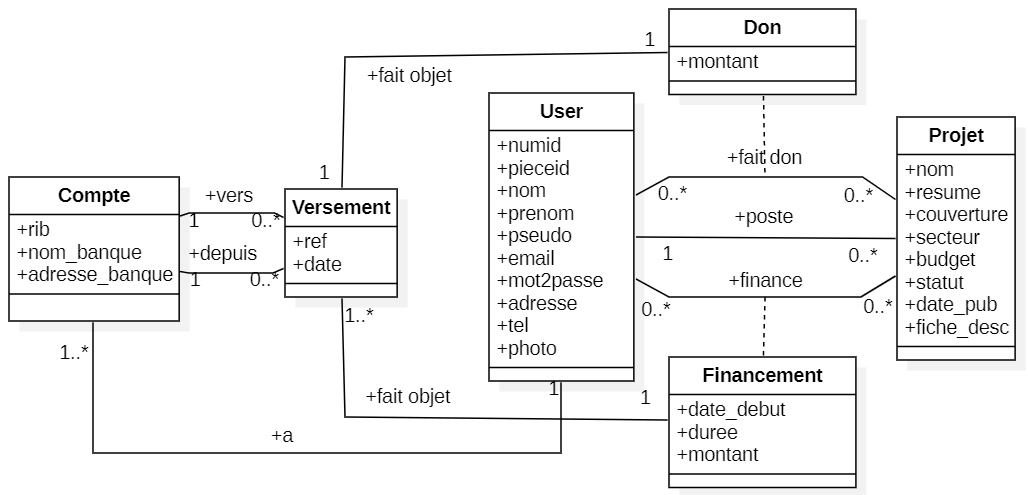 Don
+montant
1
+fait objet
User
+numid
+pieceid
+nom
+prenom
+pseudo
+email
+mot2passe
+adresse
+tel
+photo
Projet
+nom
+resume
+couverture
+secteur
+budget
+statut
+date_pub
+fiche_desc
+fait don
0..*
0..*
+poste
1
0..*
+finance
0..*
0..*
1
Compte
+rib
+nom_banque
+adresse_banque
+vers
1
0..*
+depuis
1
0..*
Versement
+ref
+date
1..*
1..*
+fait objet
1
1
Financement
+date_debut
+duree
+montant
+a